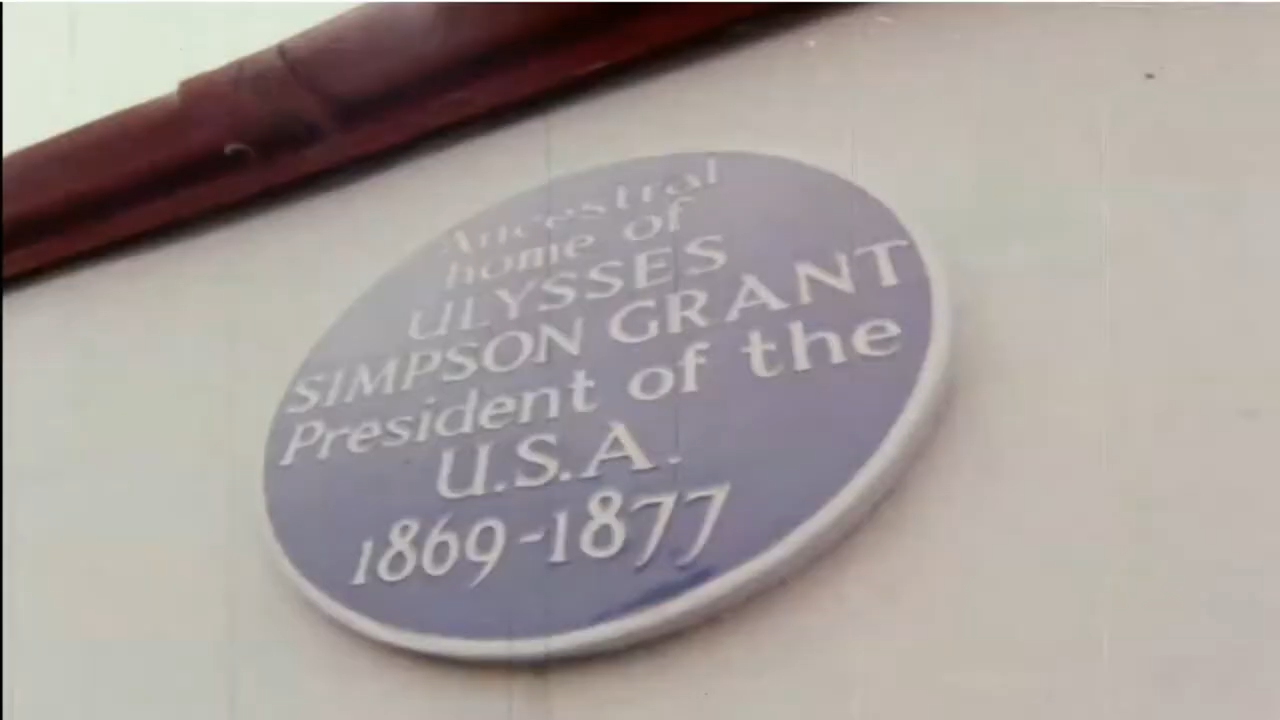 Ancestral
home of
ULYSSES
SIMPSON GRANT
President of the
U.S.A.
1869-1877